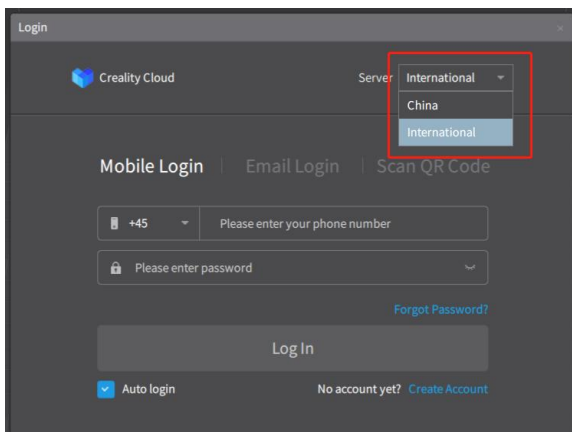 Login
Creality Cloud
Server International
China
International
Mobile Login Email Login Scan QR Code
+45 Please enter your phone number
Please enter password
Forgot Password?
Log In
Auto login No account yet? Create Account